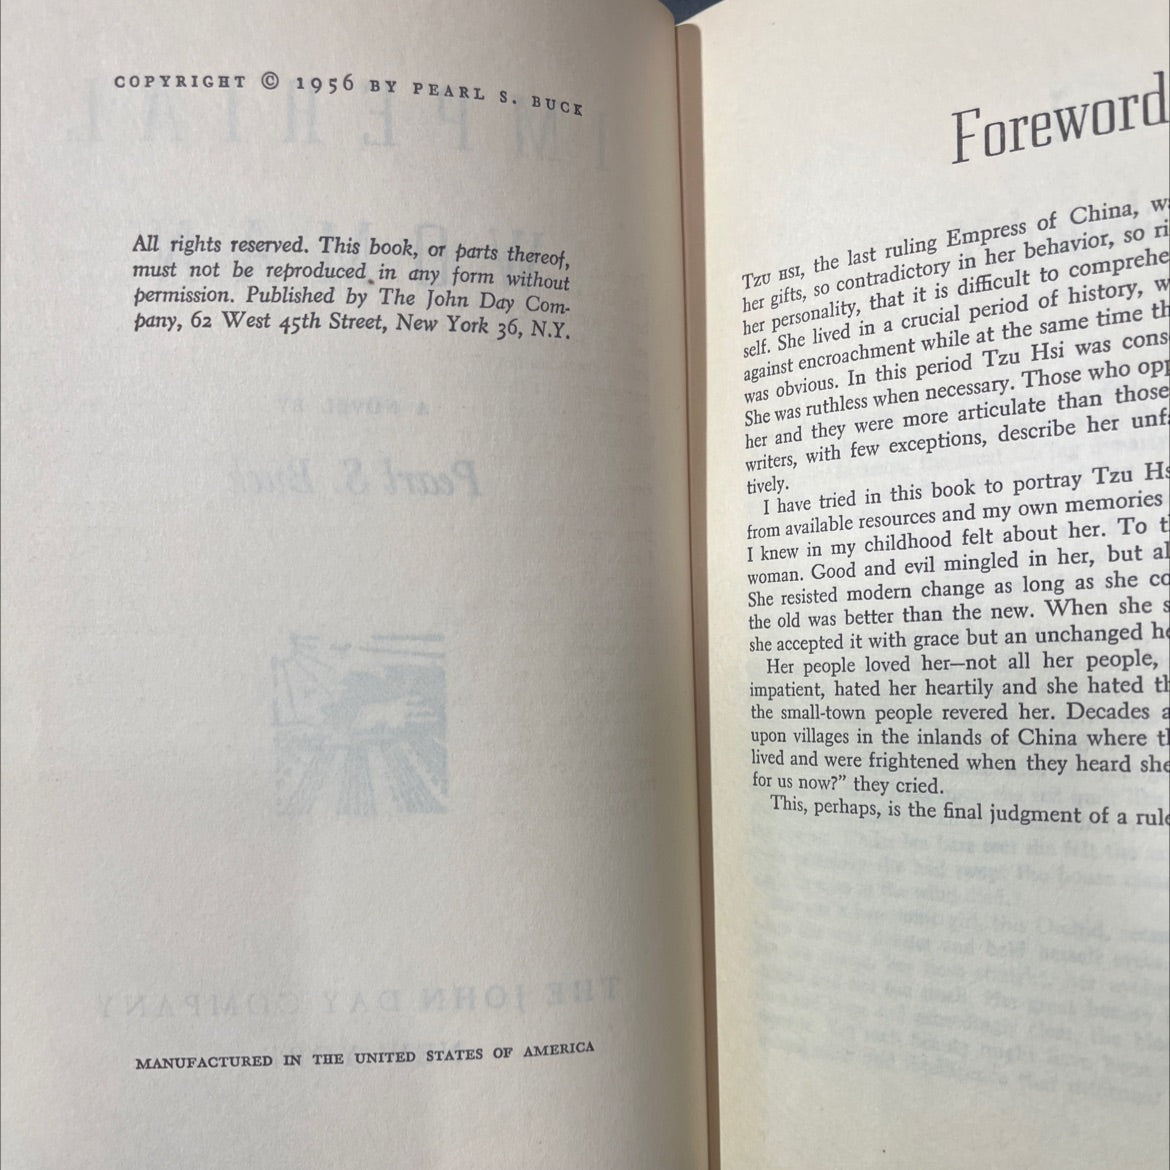 COPYRIGHT © 1956 BY PEARL S. BUCK
All rights reserved. This book, or parts thereof,
must not be reproduced in any form without
permission. Published by The John Day Com-
pany, 62 West 45th Street, New York 36, N.Y.
IMPERIAL
A NOVEL BY
Pearl S. Buck
THE JOHN DAY COMPANY
MANUFACTURED IN THE UNITED STATES OF AMERICA
Foreword
TZU HSI, the last ruling Empress of China,
her gifts, so contradictory in her behavior, so
her personality, that it is difficult to
self. She lived in a crucial period of history,
against encroachment while at the same time
was obvious. In this period Tzu Hsi was
She was ruthless when necessary. Those who
her and they were more articulate than those
writers, with few exceptions, describe her
tively.
I have tried in this book to portray Tzu
from available resources and my own memories
I knew in my childhood felt about her. To
woman. Good and evil mingled in her, but
She resisted modern change as long as she
the old was better than the new. When she
she accepted it with grace but an unchanged
Her people loved her—not all her people,
impatient, hated her heartily and she hated
the small-town people revered her. Decades
upon villages in the inlands of China where
lived and were frightened when they heard
for us now?" they cried.
This, perhaps, is the final judgment of a